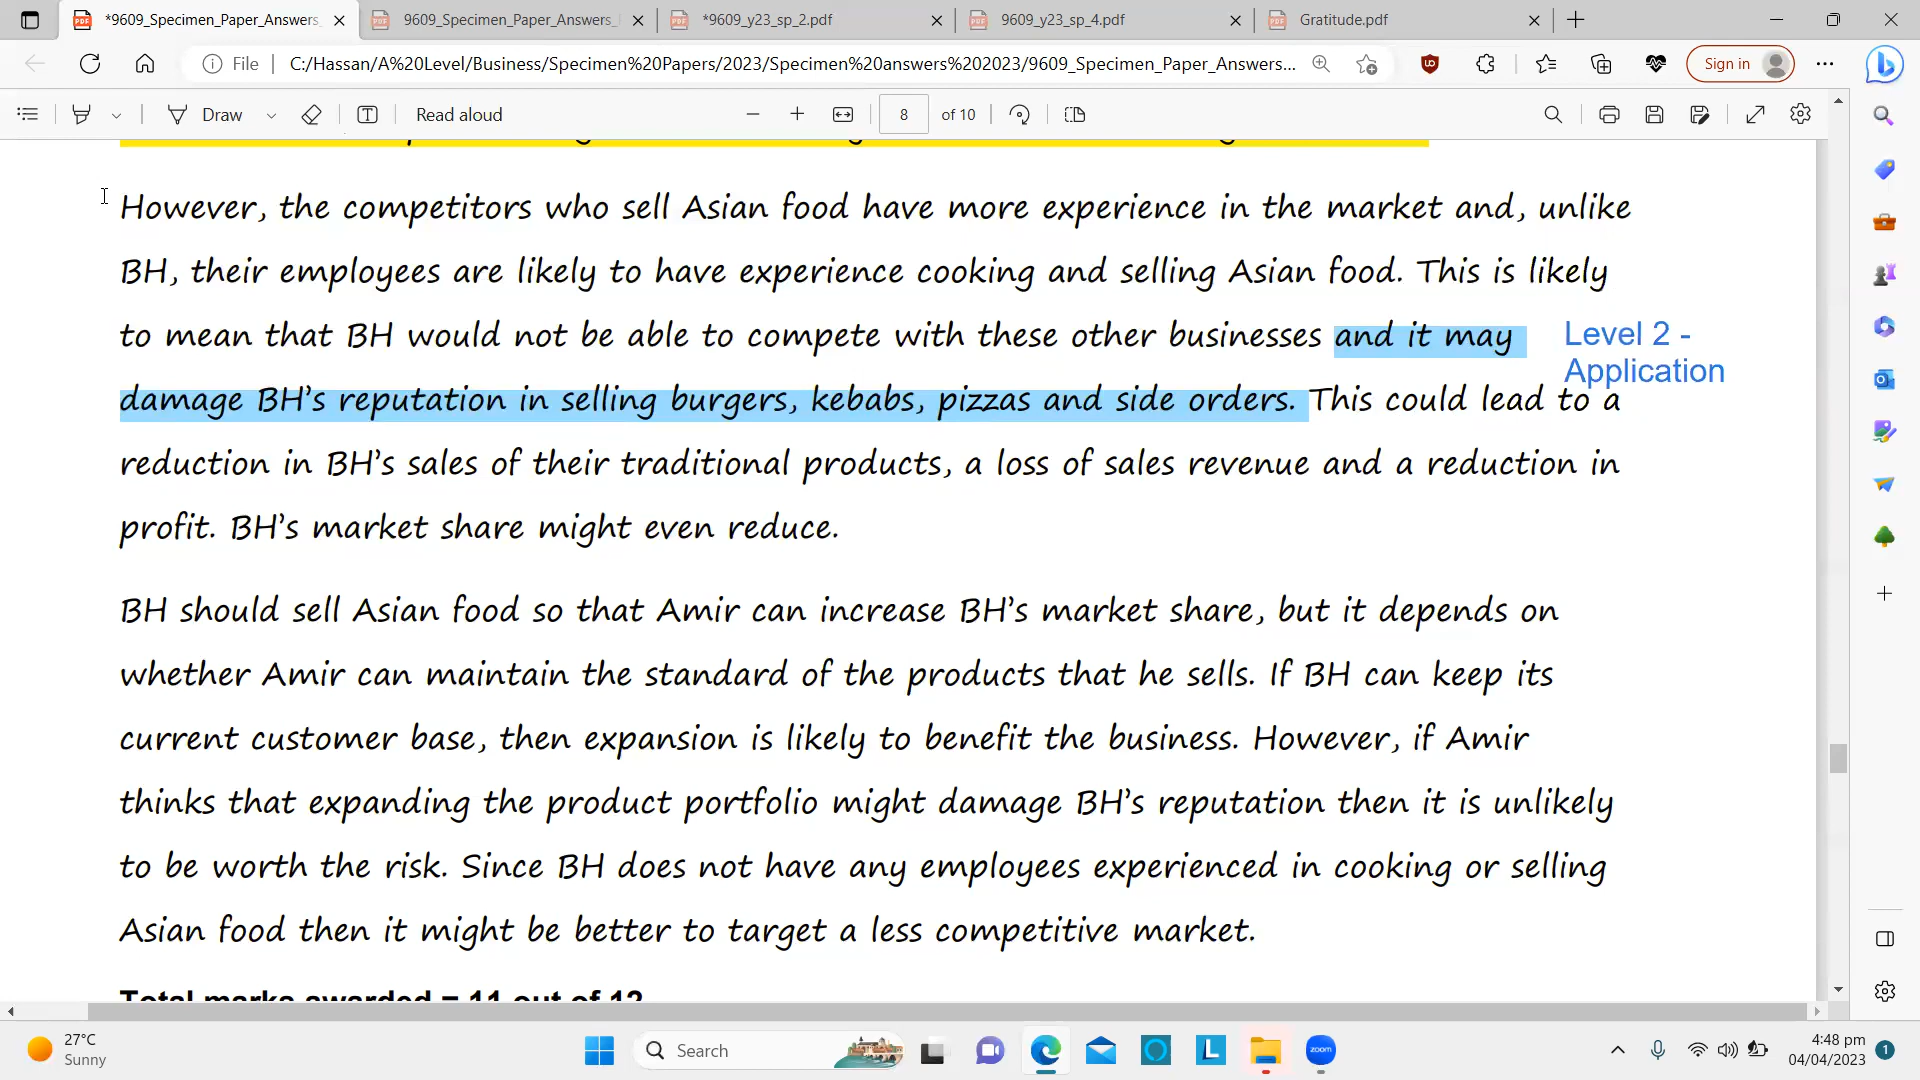 *9609_Specimen_Paper_Answers_
9609_Specimen_Paper_Answers_
*9609_y23_sp_2.pdf
9609_y23_sp_4.pdf
Gratitude.pdf
File
C:/Hassan/A%20Level/Business/Specimen%20Papers/2023/Specimen%20answers%202023/9609_Specimen_Paper_Answers...
Sign in
Draw
Read aloud
8 of 10
However, the competitors who sell Asian food have more experience in the market and, unlike
BH, their employees are likely to have experience cooking and selling Asian food. This is likely
to mean that BH would not be able to compete with these other businesses and it may
Level 2 -
Application
damage BH's reputation in selling burgers, kebabs, pizzas and side orders. This could lead to a
reduction in BH's sales of their traditional products, a loss of sales revenue and a reduction in
profit. BH's market share might even reduce.
BH should sell Asian food so that Amir can increase BH's market share, but it depends on
whether Amir can maintain the standard of the products that he sells. If BH can keep its
current customer base, then expansion is likely to benefit the business. However, if Amir
thinks that expanding the product portfolio might damage BH's reputation then it is unlikely
to be worth the risk. Since BH does not have any employees experienced in cooking or selling
Asian food then it might be better to target a less competitive market.
Total marks awarded = 11 out of 12
27°C
Sunny
Search
zoom
4:48 pm
04/04/2023
1